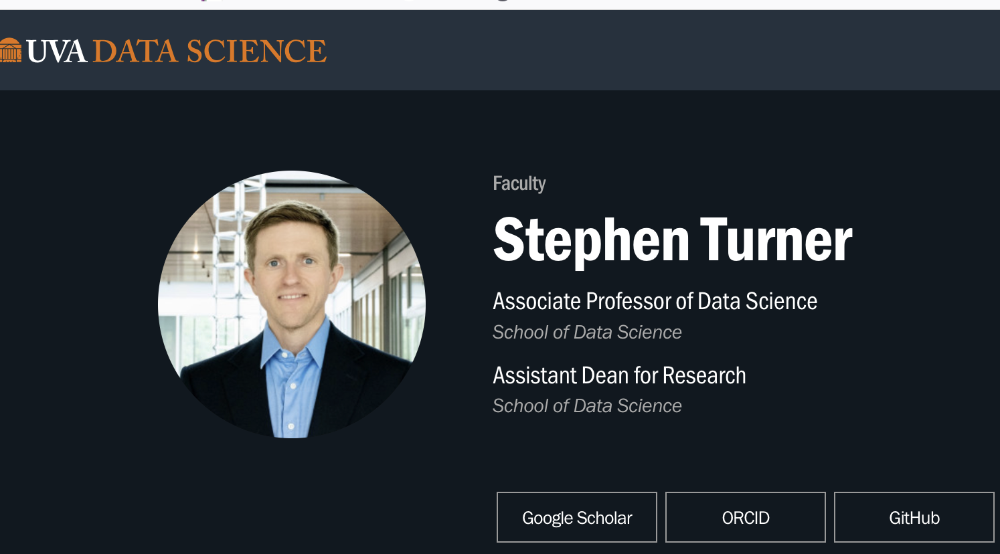 UVA DATA SCIENCE
Faculty
Stephen Turner
Associate Professor of Data Science
School of Data Science
Assistant Dean for Research
School of Data Science
Google Scholar
ORCID
GitHub